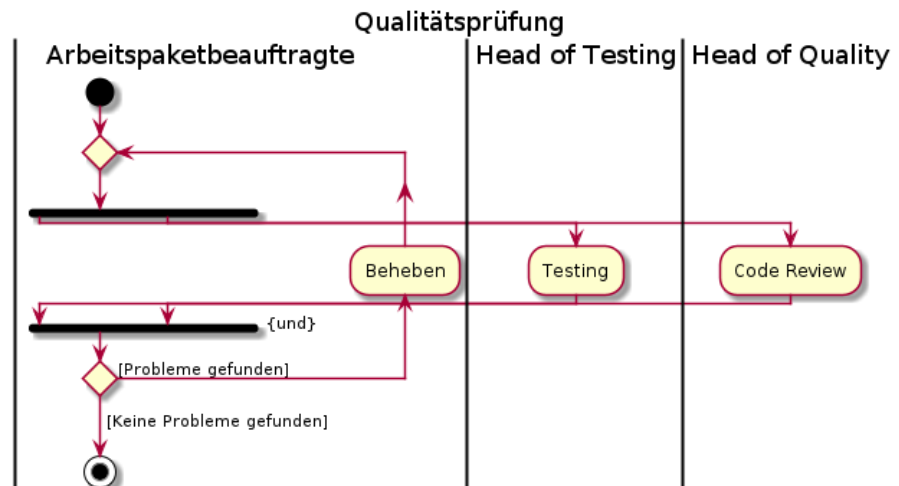 Qualitätsprüfung
Arbeitspaketbeauftragte
Head of Testing
Head of Quality
Beheben
Testing
Code Review
{und}
[Probleme gefunden]
[Keine Probleme gefunden]